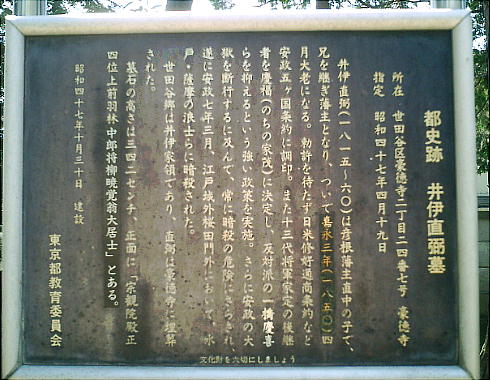 都史跡　井伊直弼墓
所在　世田谷区豪徳寺二丁目二四番七号　豪徳寺
指定　昭和四十七年四月十九日
井伊直弼(一八一五～六〇)は彦根藩主直中の子で、
兄を継ぎ藩主となり、ついで嘉永三年(一八五〇)四
月大老になる。勅許を待たずに米修好通商条約など
安政五ヶ国条約に調印。また十三代将軍家定の後継
者を慶福(のちの家茂)に決定し、反対派の一橋慶喜
らを抑えるという強い政策を実施。さらに安政の大
獄を断行するに及んで、常に暗殺の危険にさらされ、
遂に安政七年三月、江戸城外桜田門外において、水
戸・薩摩の浪士らに暗殺された。
世田谷郷は井伊家領であり、直弼は豪徳寺に埋葬
された。
墓石の高さは三四二センチ、正面に「宗観院殿正
四位上前羽林中郎将柳暁覚翁大居士」とある。
昭和四十七年十月三十日　建設
東京都教育委員会
文化財を大切にしましょう